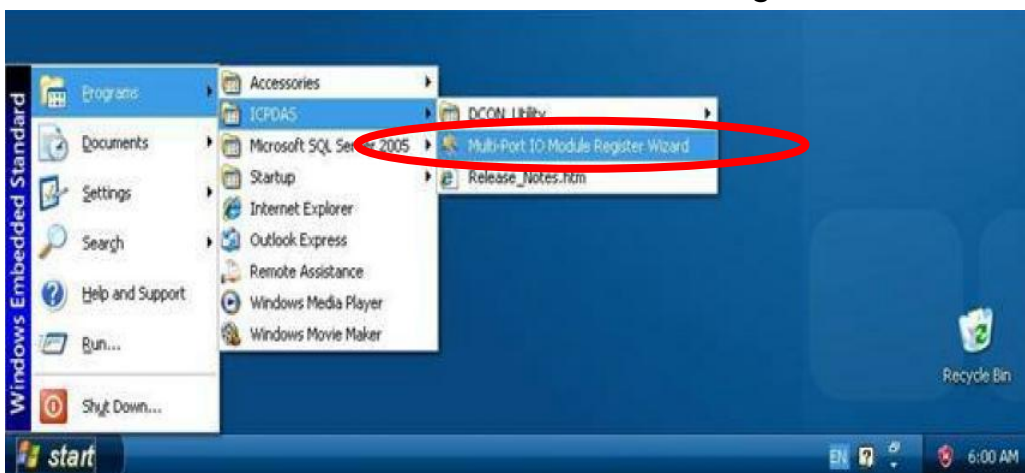 Windows Embedded Standard
Programs
Documents
Settings
Search
Help and Support
Run...
Shut Down...
Accessories
ICPDAS
Microsoft SQL Server 2005
Startup
Internet Explorer
Outlook Express
Remote Assistance
Windows Media Player
Windows Movie Maker
DCON_Utility
Multi-Port IO Module Register Wizard
Release_Notes.htm
Recycle Bin
start
EN
6:00 AM